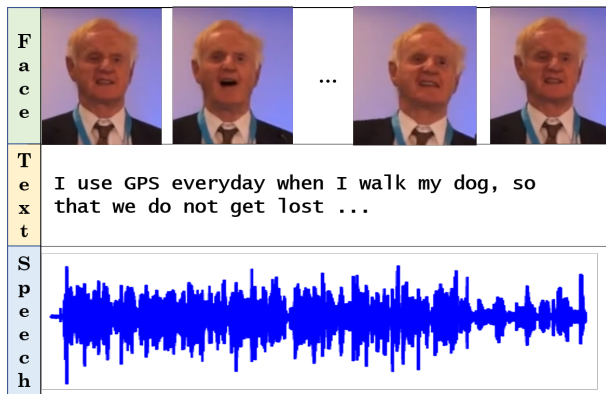 Face
...
Text
I use GPS everyday when I walk my dog, so
that we do not get lost ...
Speech